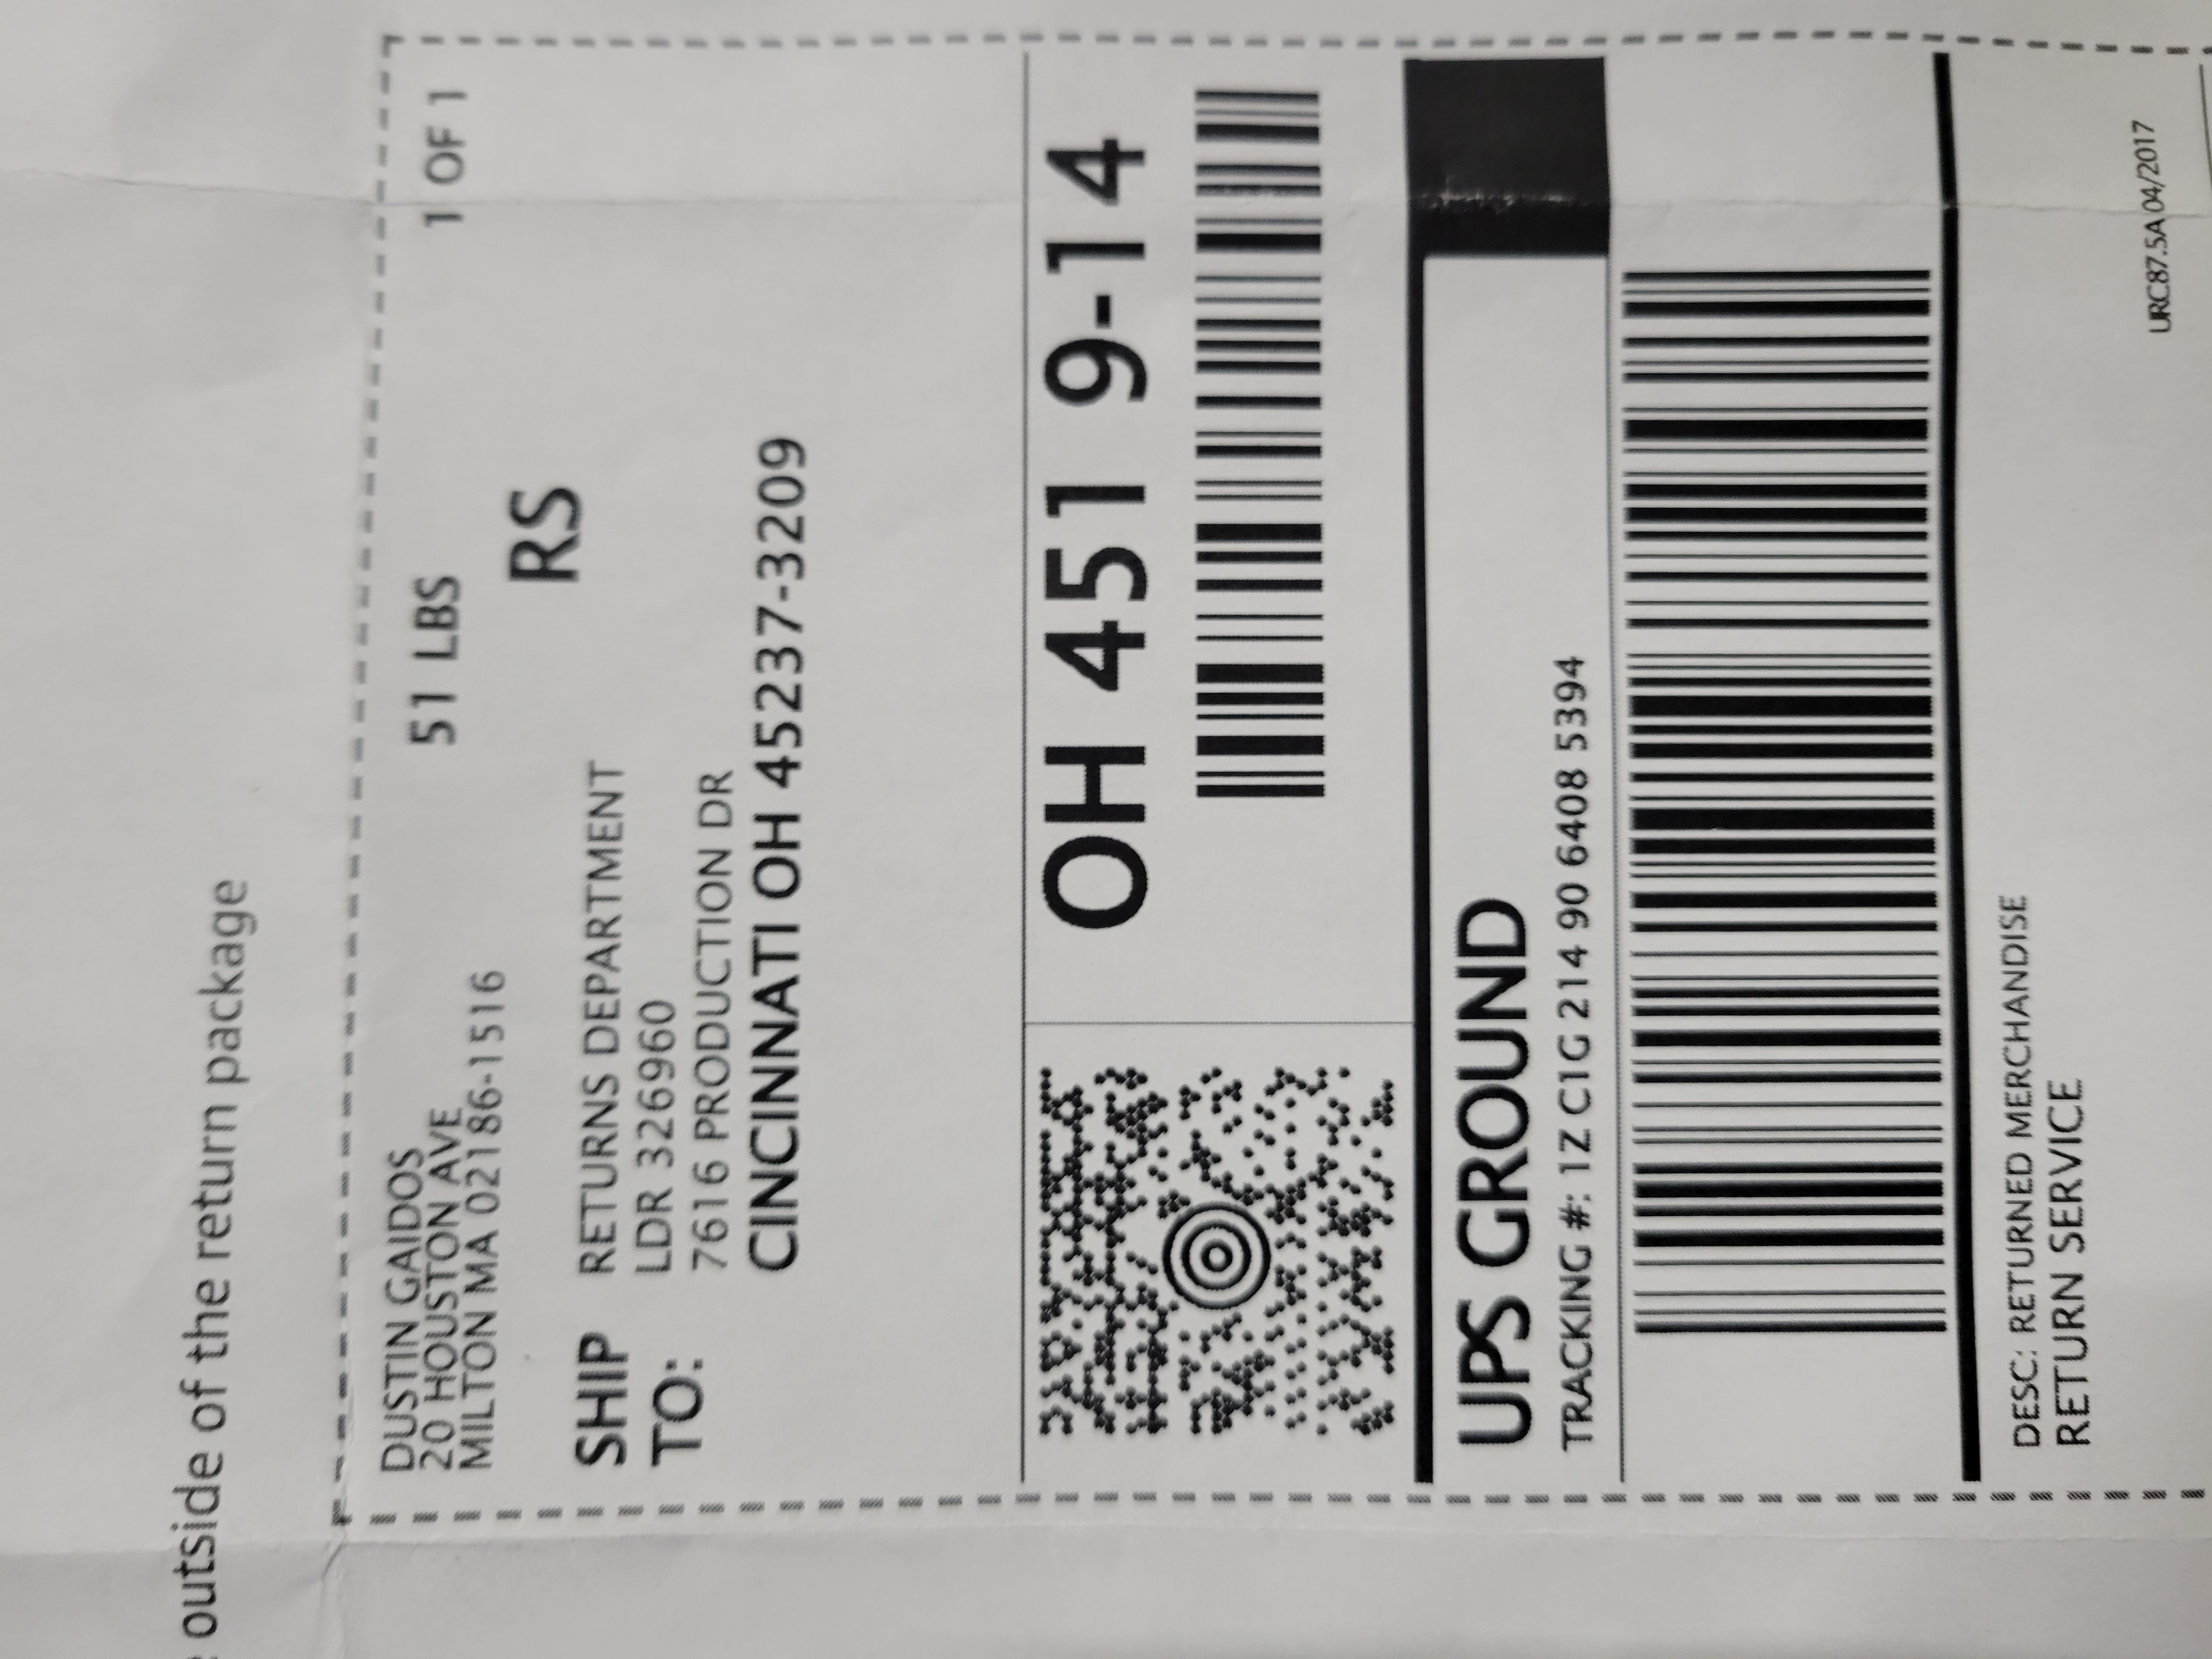 outside of the return package
DUSTIN GAIDOS
20 HOUSTON AVE
MILTON MA 02186-1516
51 LBS
1 OF 1
RS
SHIP
TO:
RETURNS DEPARTMENT
LDR 326960
7616 PRODUCTION DR
CINCINNATI OH 45237-3209
OH 451 9-14
UPS GROUND
TRACKING #: 1Z C1G 214 90 6408 5394
DESC: RETURNED MERCHANDISE
RETURN SERVICE
URC87.5A 04/2017